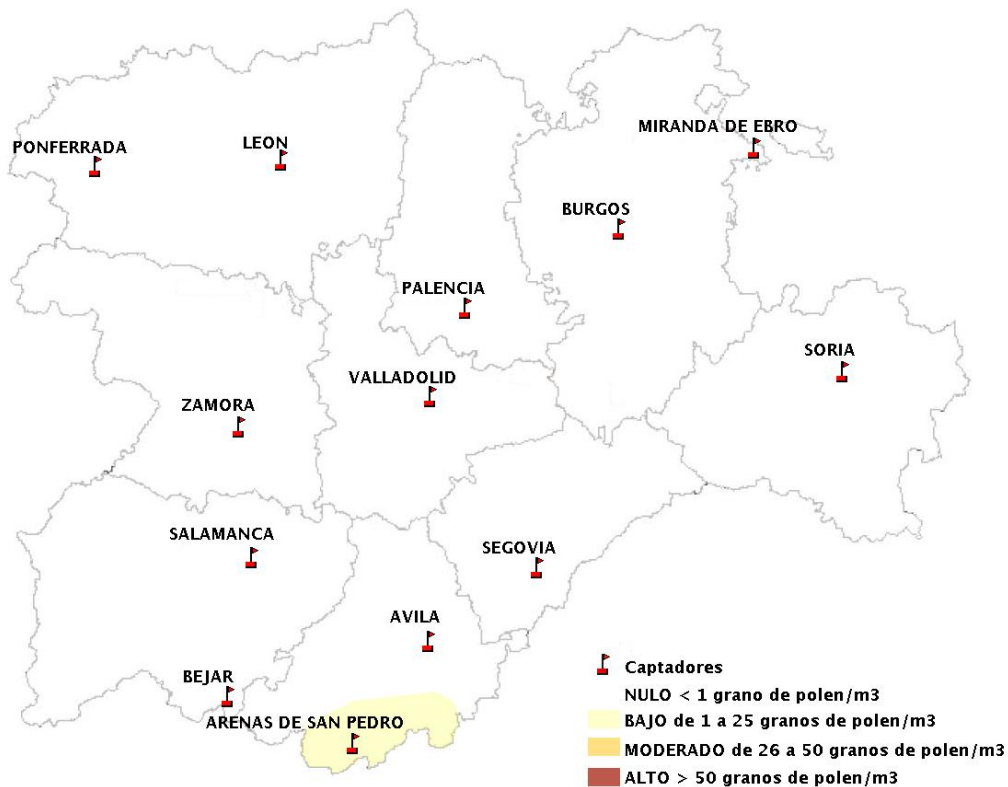 MIRANDA DE EBRO
PONFERRADA
LEON
BURGOS
PALENCIA
SORIA
VALLADOLID
ZAMORA
SALAMANCA
SEGOVIA
AVILA
BEJAR
ARENAS DE SAN PEDRO
Captadores
NULO < 1 grano de polen/m3
BAJO de 1 a 25 granos de polen/m3
MODERADO de 26 a 50 granos de polen/m3
ALTO > 50 granos de polen/m3